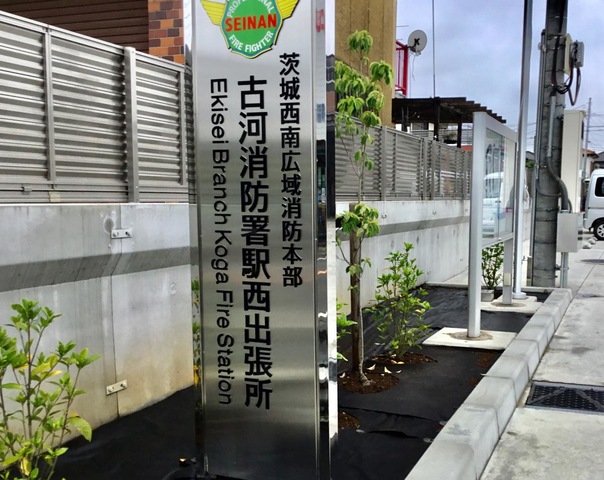 SEINAN
FIRE FIGHTER
茨城西南広域消防本部
古河消防署駅西出張所
Ekisei Branch Koga Fire Station